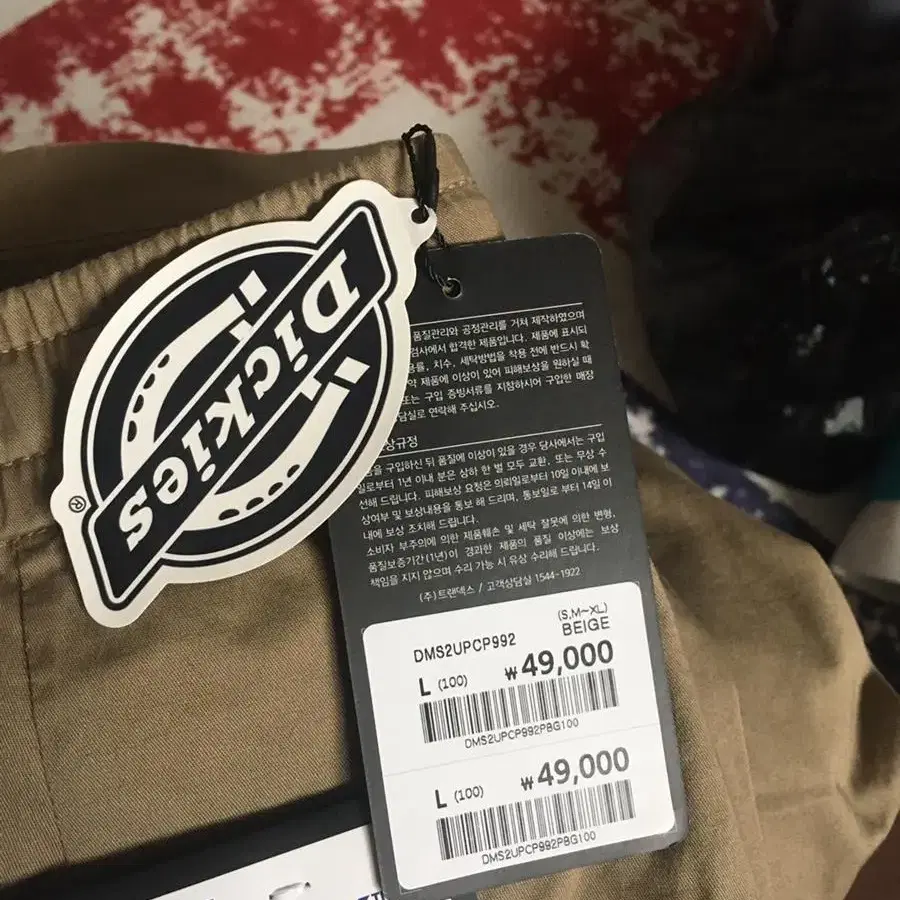 Dickies
®
품질관리와 공정관리를 거쳐 제작하였으며
검사에서 합격한 제품입니다. 제품에 표시되
치수, 세탁방법을 착용 전에 반드시 확
약 제품에 이상이 있어 피해보상을 원하실 때
또는 구입 증빙서류를 지참하시어 구입한 매장
연락해 주십시오.
상규정
을 구입하신 뒤 품질에 이상이 있을 경우 당사에서는 구입
일로부터 1년 이내 분은 상하 한 벌 모두 교환, 또는 무상 수
선해 드립니다. 피해보상 요청은 의뢰일로부터 10일 이내에 보
상여부 및 보상내용을 통보 해 드리며, 통보일로 부터 14일 이
내에 보상 조치해 드립니다.
소비자 부주의에 의한 제품훼손 및 세탁 잘못에 의한 변형,
품질보증기간(1년)이 경과한 제품의 품질 이상에는 보상
책임을 지지 않으며 수리 가능 시 유상 수리해 드립니다.
(주)트랜덱스 / 고객상담실 1544-1922
(S,M~XL)
DMS2UPCP992 BEIGE
L (100) ₩49,000
DMS2UPCP992PBG100
L (100) ₩49,000
DMS2UPCP992PBG100